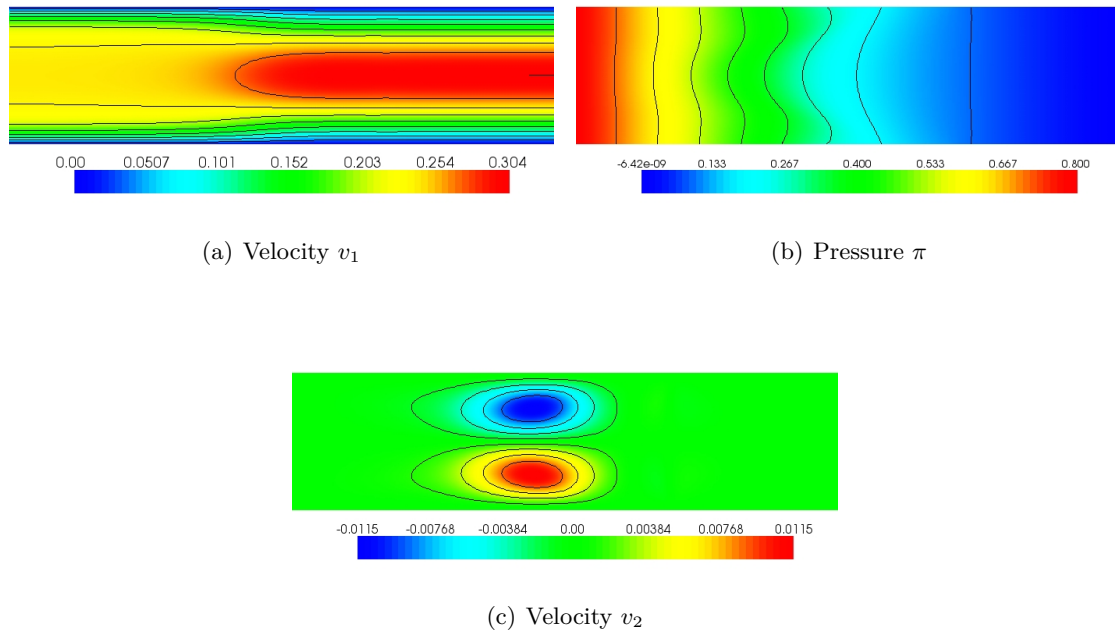 0.00 0.0507 0.101 0.152 0.203 0.254 0.304
-6.42e-09 0.133 0.267 0.400 0.533 0.667 0.800
(a) Velocity v₁
(b) Pressure π
-0.0115 -0.00768 -0.00384 0.00 0.00384 0.00768 0.0115
(c) Velocity v₂